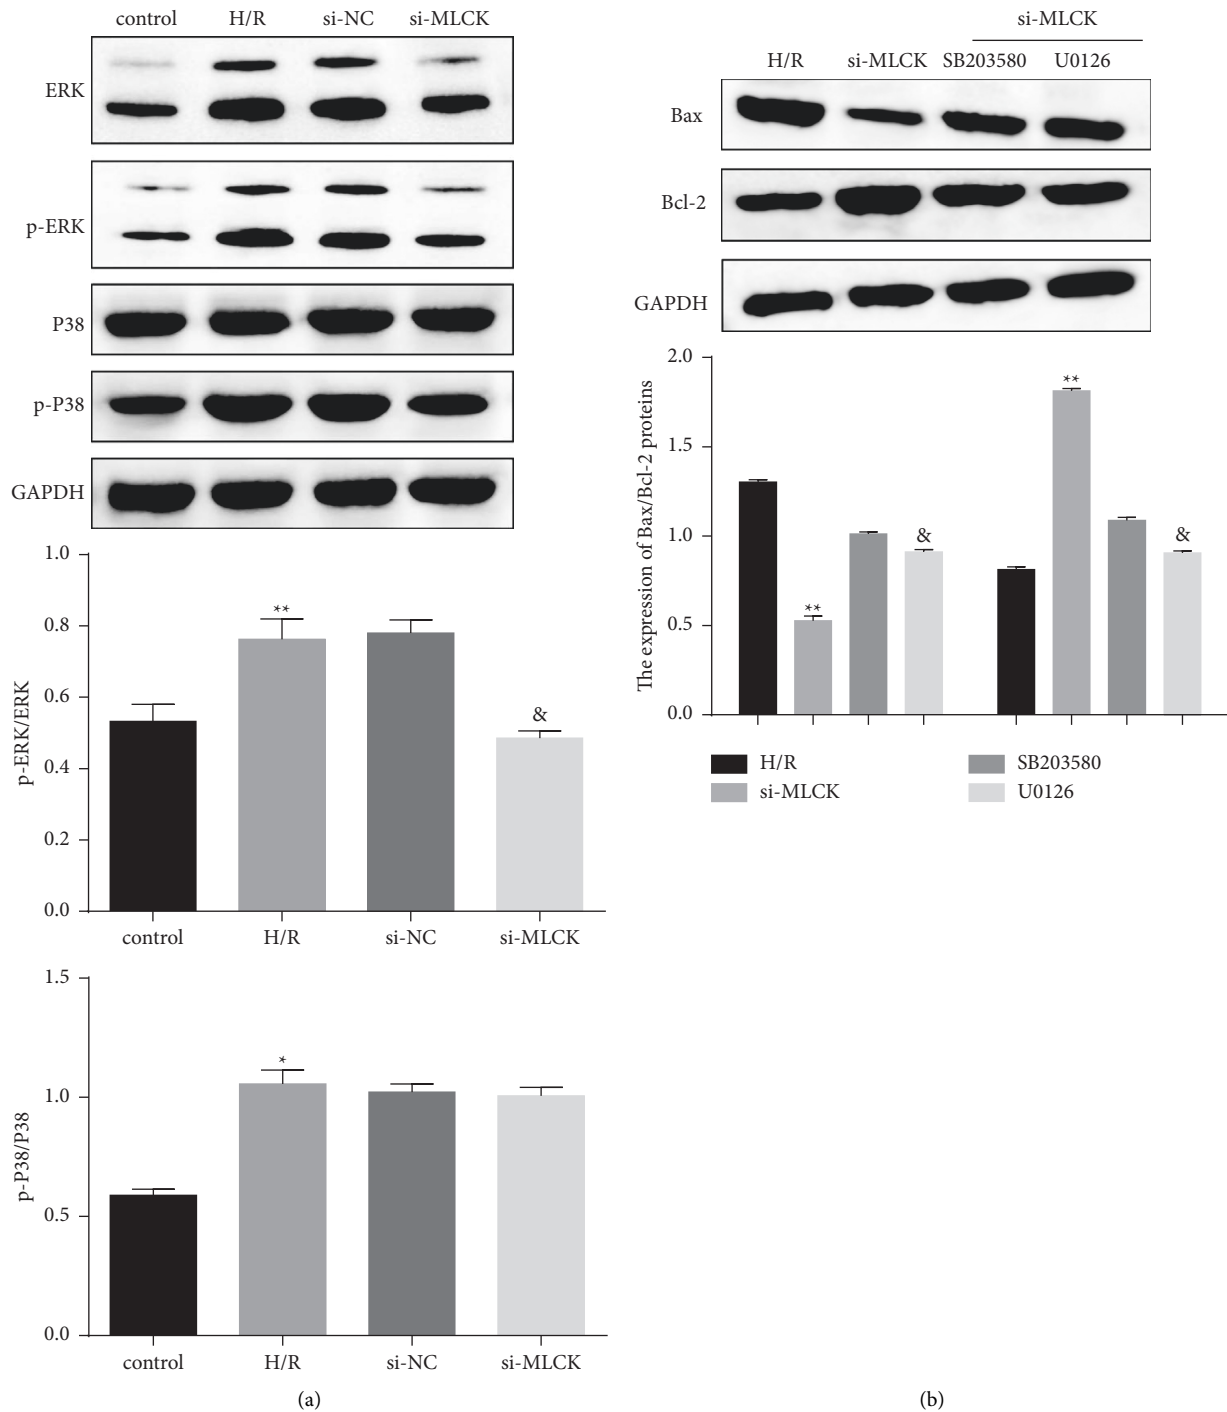 control H/R si-NC si-MLCK
ERK
p-ERK
P38
p-P38
GAPDH
1.0
0.8
0.6
0.4
0.2
0.0
p-ERK/ERK
**
&
control H/R si-NC si-MLCK
1.5
1.0
0.5
0.0
p-P38/P38
*
control H/R si-NC si-MLCK
(a)
si-MLCK
H/R si-MLCK SB203580 U0126
Bax
Bcl-2
GAPDH
2.0
1.5
1.0
0.5
0.0
The expression of Bax/Bcl-2 proteins
**
&
**
&
H/R SB203580
si-MLCK U0126
(b)